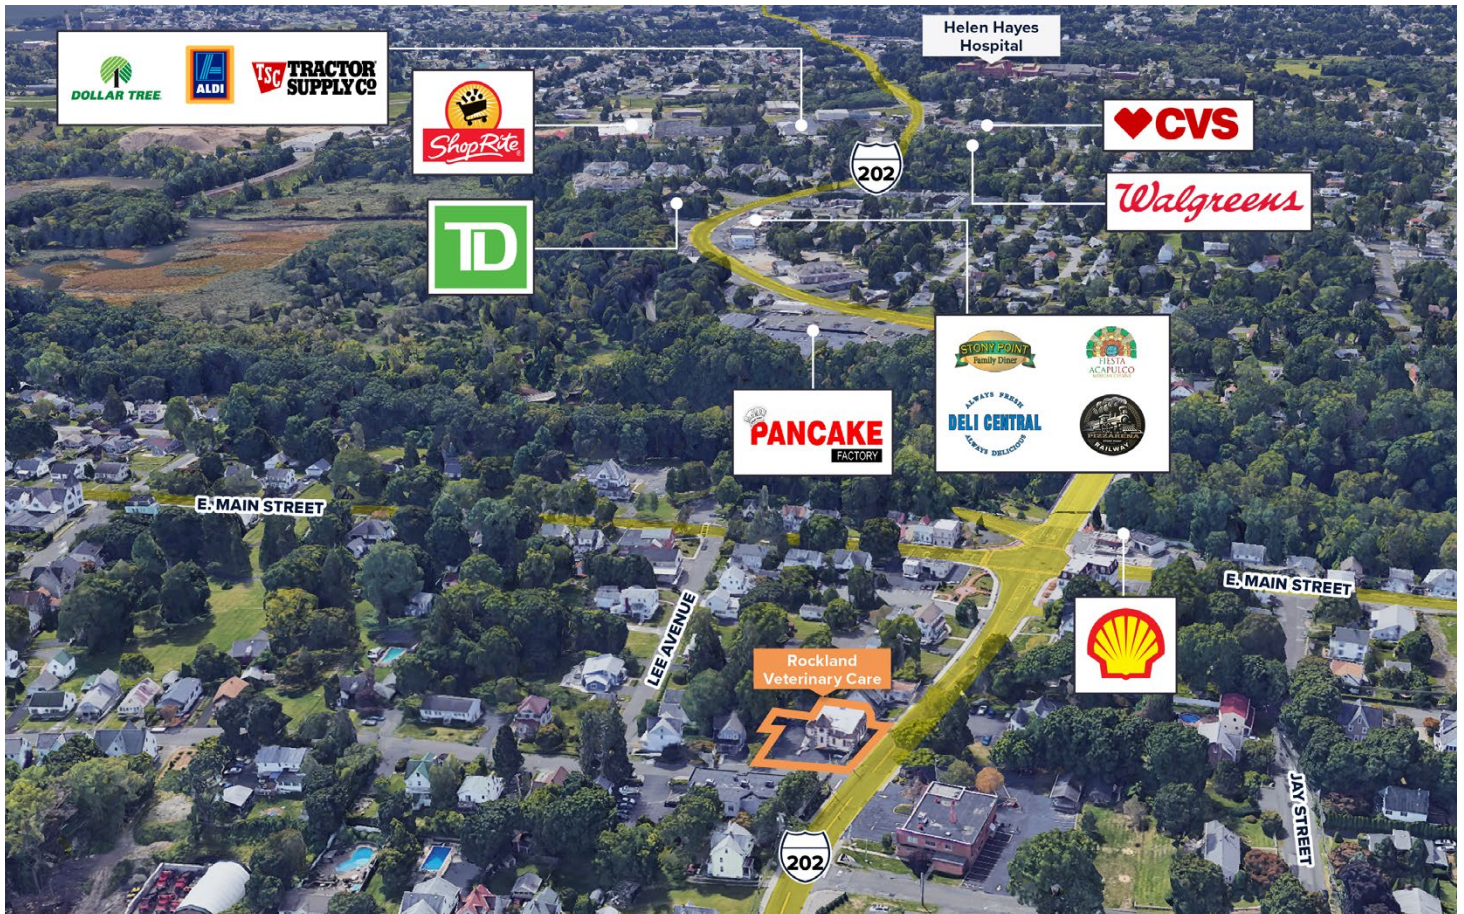 Helen Hayes
Hospital
DOLLAR TREE
ALDI
TSC TRACTOR
SUPPLY CO
ShopRite
CVS
Walgreens
202
TD
STONY POINT
Family Diner
FIESTA
ACAPULCO
ALWAYS FRESH
DELI CENTRAL
ALWAYS DELICIOUS
PIZZARENA
RAILWAY
PANCAKE
FACTORY
E. MAIN STREET
E. MAIN STREET
LEE AVENUE
Rockland
Veterinary Care
JAY STREET
202